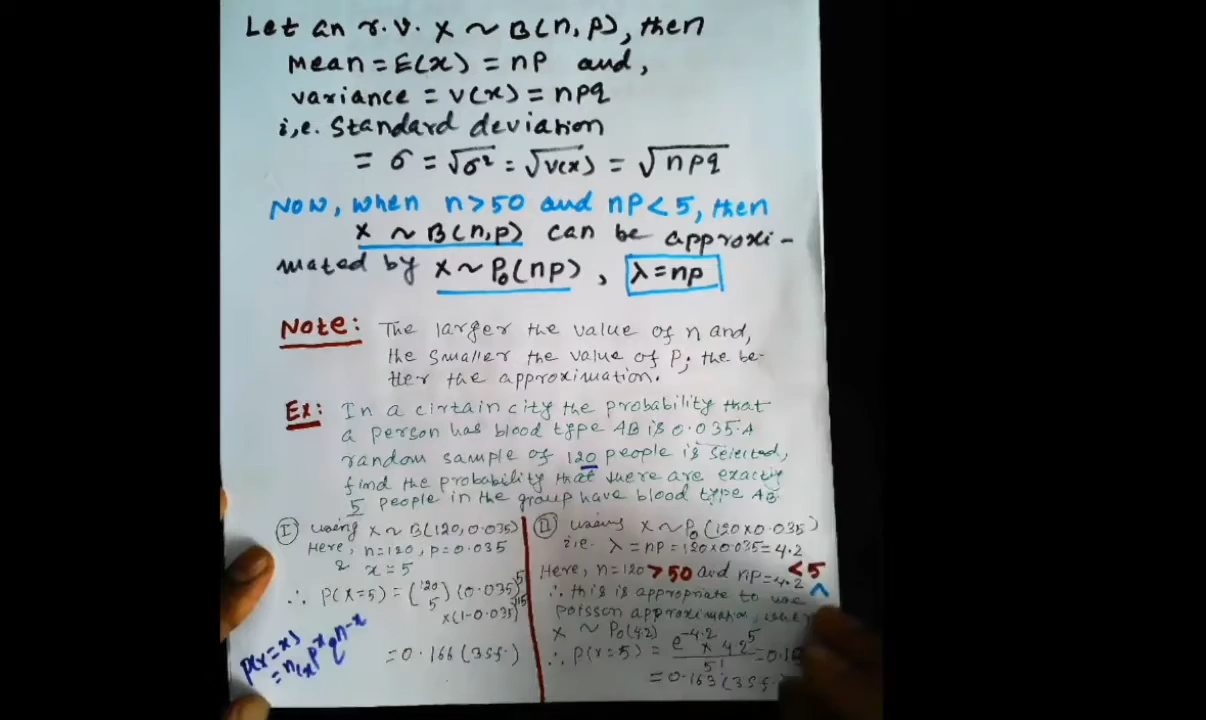 Let an r.v. X ~ B(n, p), then
Mean = E(x) = np and,
variance = V(x) = npq
i,e. Standard deviation
= σ = √σ² = √V(x) = √npq
Now, when n>50 and np<5, then
X ~ B(n,p) can be approxi-
mated by X ~ P₀(np), λ=np
Note: The larger the value of n and,
the smaller the value of p; the be-
tter the approximation.
Ex: In a cirtain city the probability that
a person has blood type AB is 0.035. A
random sample of 120 people is selected,
find the probability that there are exactly
5 people in the group have blood type AB
(I) using X ~ B(120, 0.035)
Here, n=120, p=0.035
& x=5
∴ P(X=5) = (120 5) (0.035)⁵
×(1-0.035)¹¹⁵
= 0.166 (3sf.)
P(X=x)
= nCx pˣ qⁿ⁻ˣ
(II) using X ~ P₀(120×0.035)
i.e. λ = np = 120×0.035 = 4.2
Here, n=120 >50 and np=4.2 <5
∴ this is appropriate to use
poisson approximation,
X ~ P₀(4.2)
∴ P(X=5) = e⁻⁴·² × 4.2⁵ / 5! =
= 0.163 (3sf.